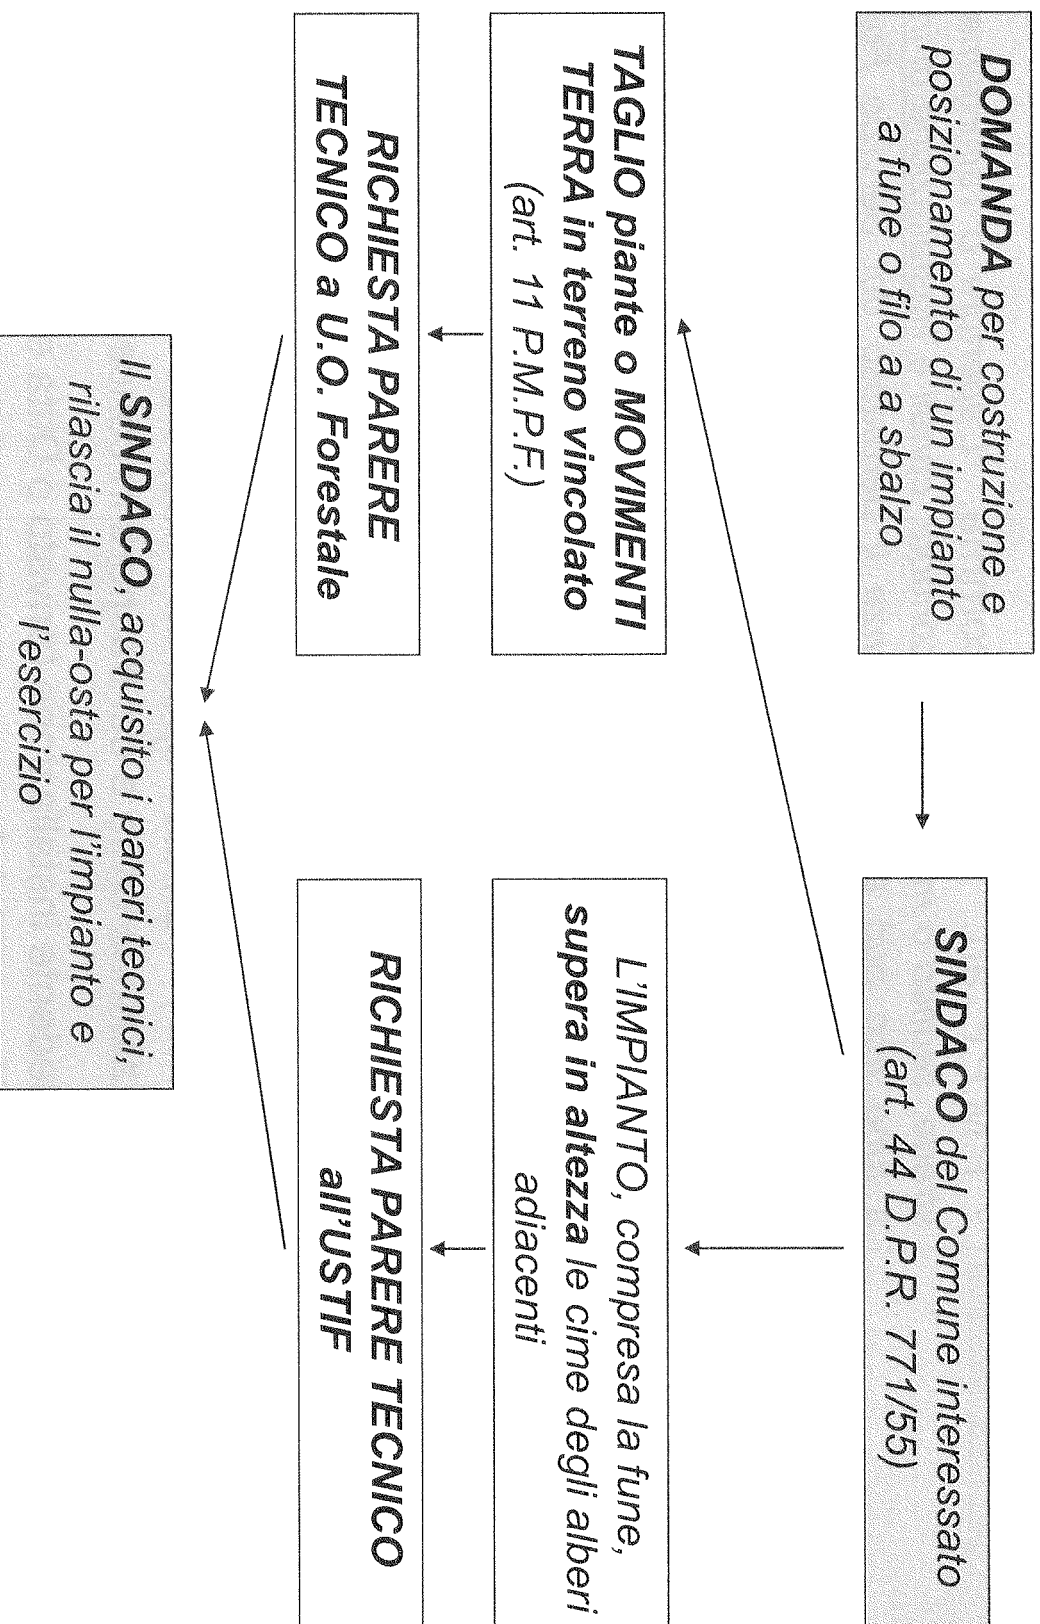 DOMANDA per costruzione e
posizionamento di un impianto
a fune o filo a a sbalzo
SINDACO del Comune interessato
(art. 44 D.P.R. 771/55)
TAGLIO piante o MOVIMENTI
TERRA in terreno vincolato
(art. 11 P.M.P.F.)
L'IMPIANTO, compresa la fune,
supera in altezza le cime degli alberi
adiacenti
RICHIESTA PARERE
TECNICO a U.O. Forestale
RICHIESTA PARERE TECNICO
all'USTIF
Il SINDACO, acquisito i pareri tecnici,
rilascia il nulla-osta per l'impianto e
l'esercizio